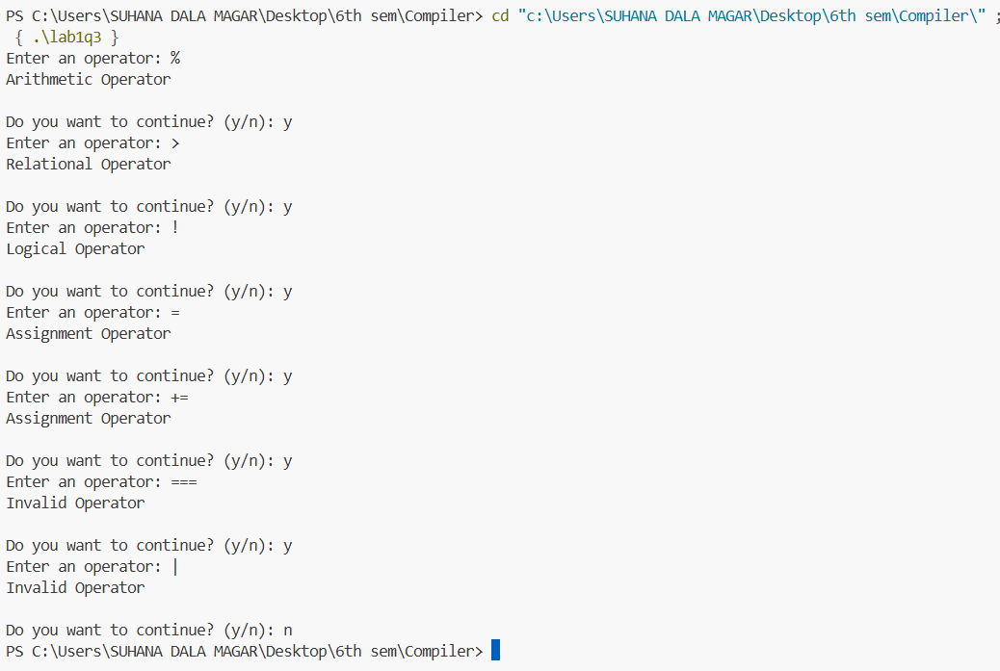 PS C:\Users\SUHANA DALA MAGAR\Desktop\6th sem\Compiler> cd "c:\Users\SUHANA DALA MAGAR\Desktop\6th sem\Compiler\" ;
 { .\lab1q3 }
Enter an operator: %
Arithmetic Operator

Do you want to continue? (y/n): y
Enter an operator: >
Relational Operator

Do you want to continue? (y/n): y
Enter an operator: !
Logical Operator

Do you want to continue? (y/n): y
Enter an operator: =
Assignment Operator

Do you want to continue? (y/n): y
Enter an operator: +=
Assignment Operator

Do you want to continue? (y/n): y
Enter an operator: ===
Invalid Operator

Do you want to continue? (y/n): y
Enter an operator: |
Invalid Operator

Do you want to continue? (y/n): n
PS C:\Users\SUHANA DALA MAGAR\Desktop\6th sem\Compiler>